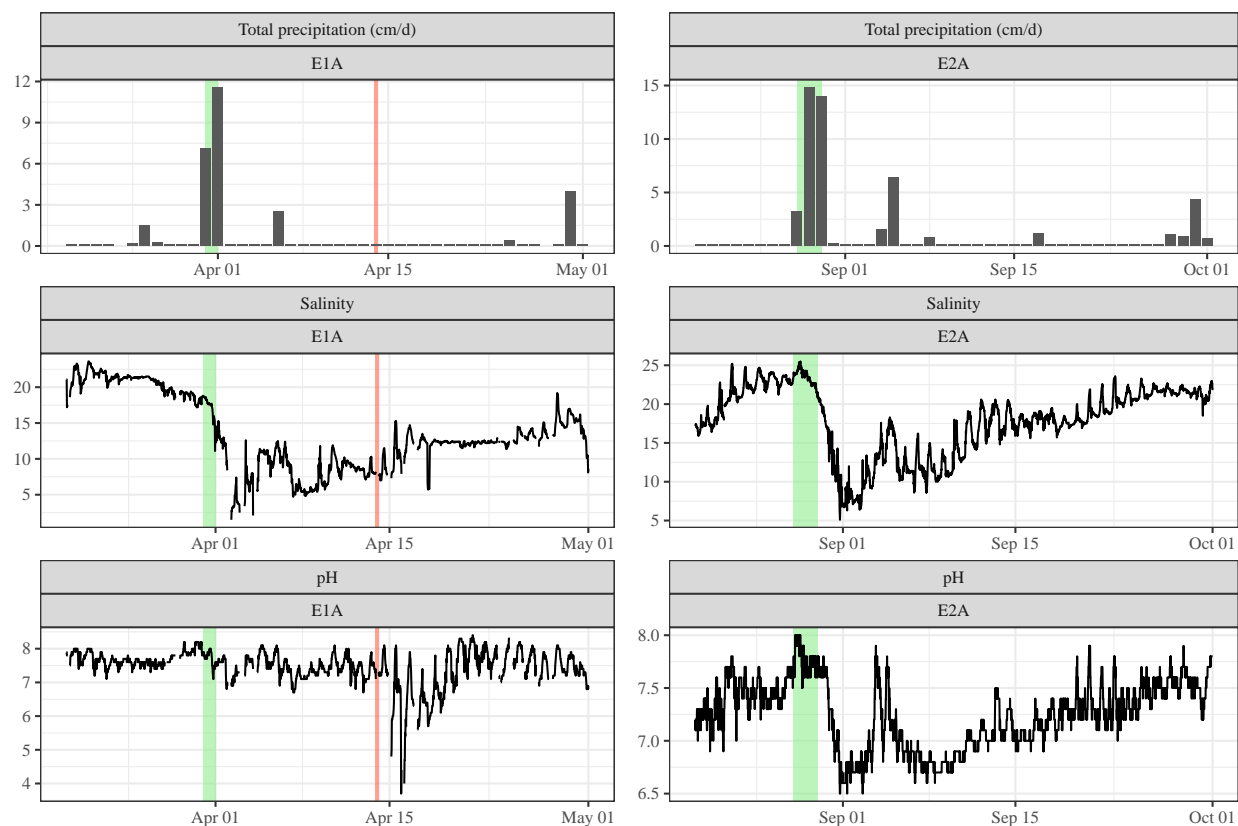 Total precipitation (cm/d)
E1A
12
9
6
3
0
Apr 01
Apr 15
May 01
Total precipitation (cm/d)
E2A
15
10
5
0
Sep 01
Sep 15
Oct 01
Salinity
E1A
20
15
10
5
Apr 01
Apr 15
May 01
Salinity
E2A
25
20
15
10
5
Sep 01
Sep 15
Oct 01
pH
E1A
8
7
6
5
4
Apr 01
Apr 15
May 01
pH
E2A
8.0
7.5
7.0
6.5
Sep 01
Sep 15
Oct 01